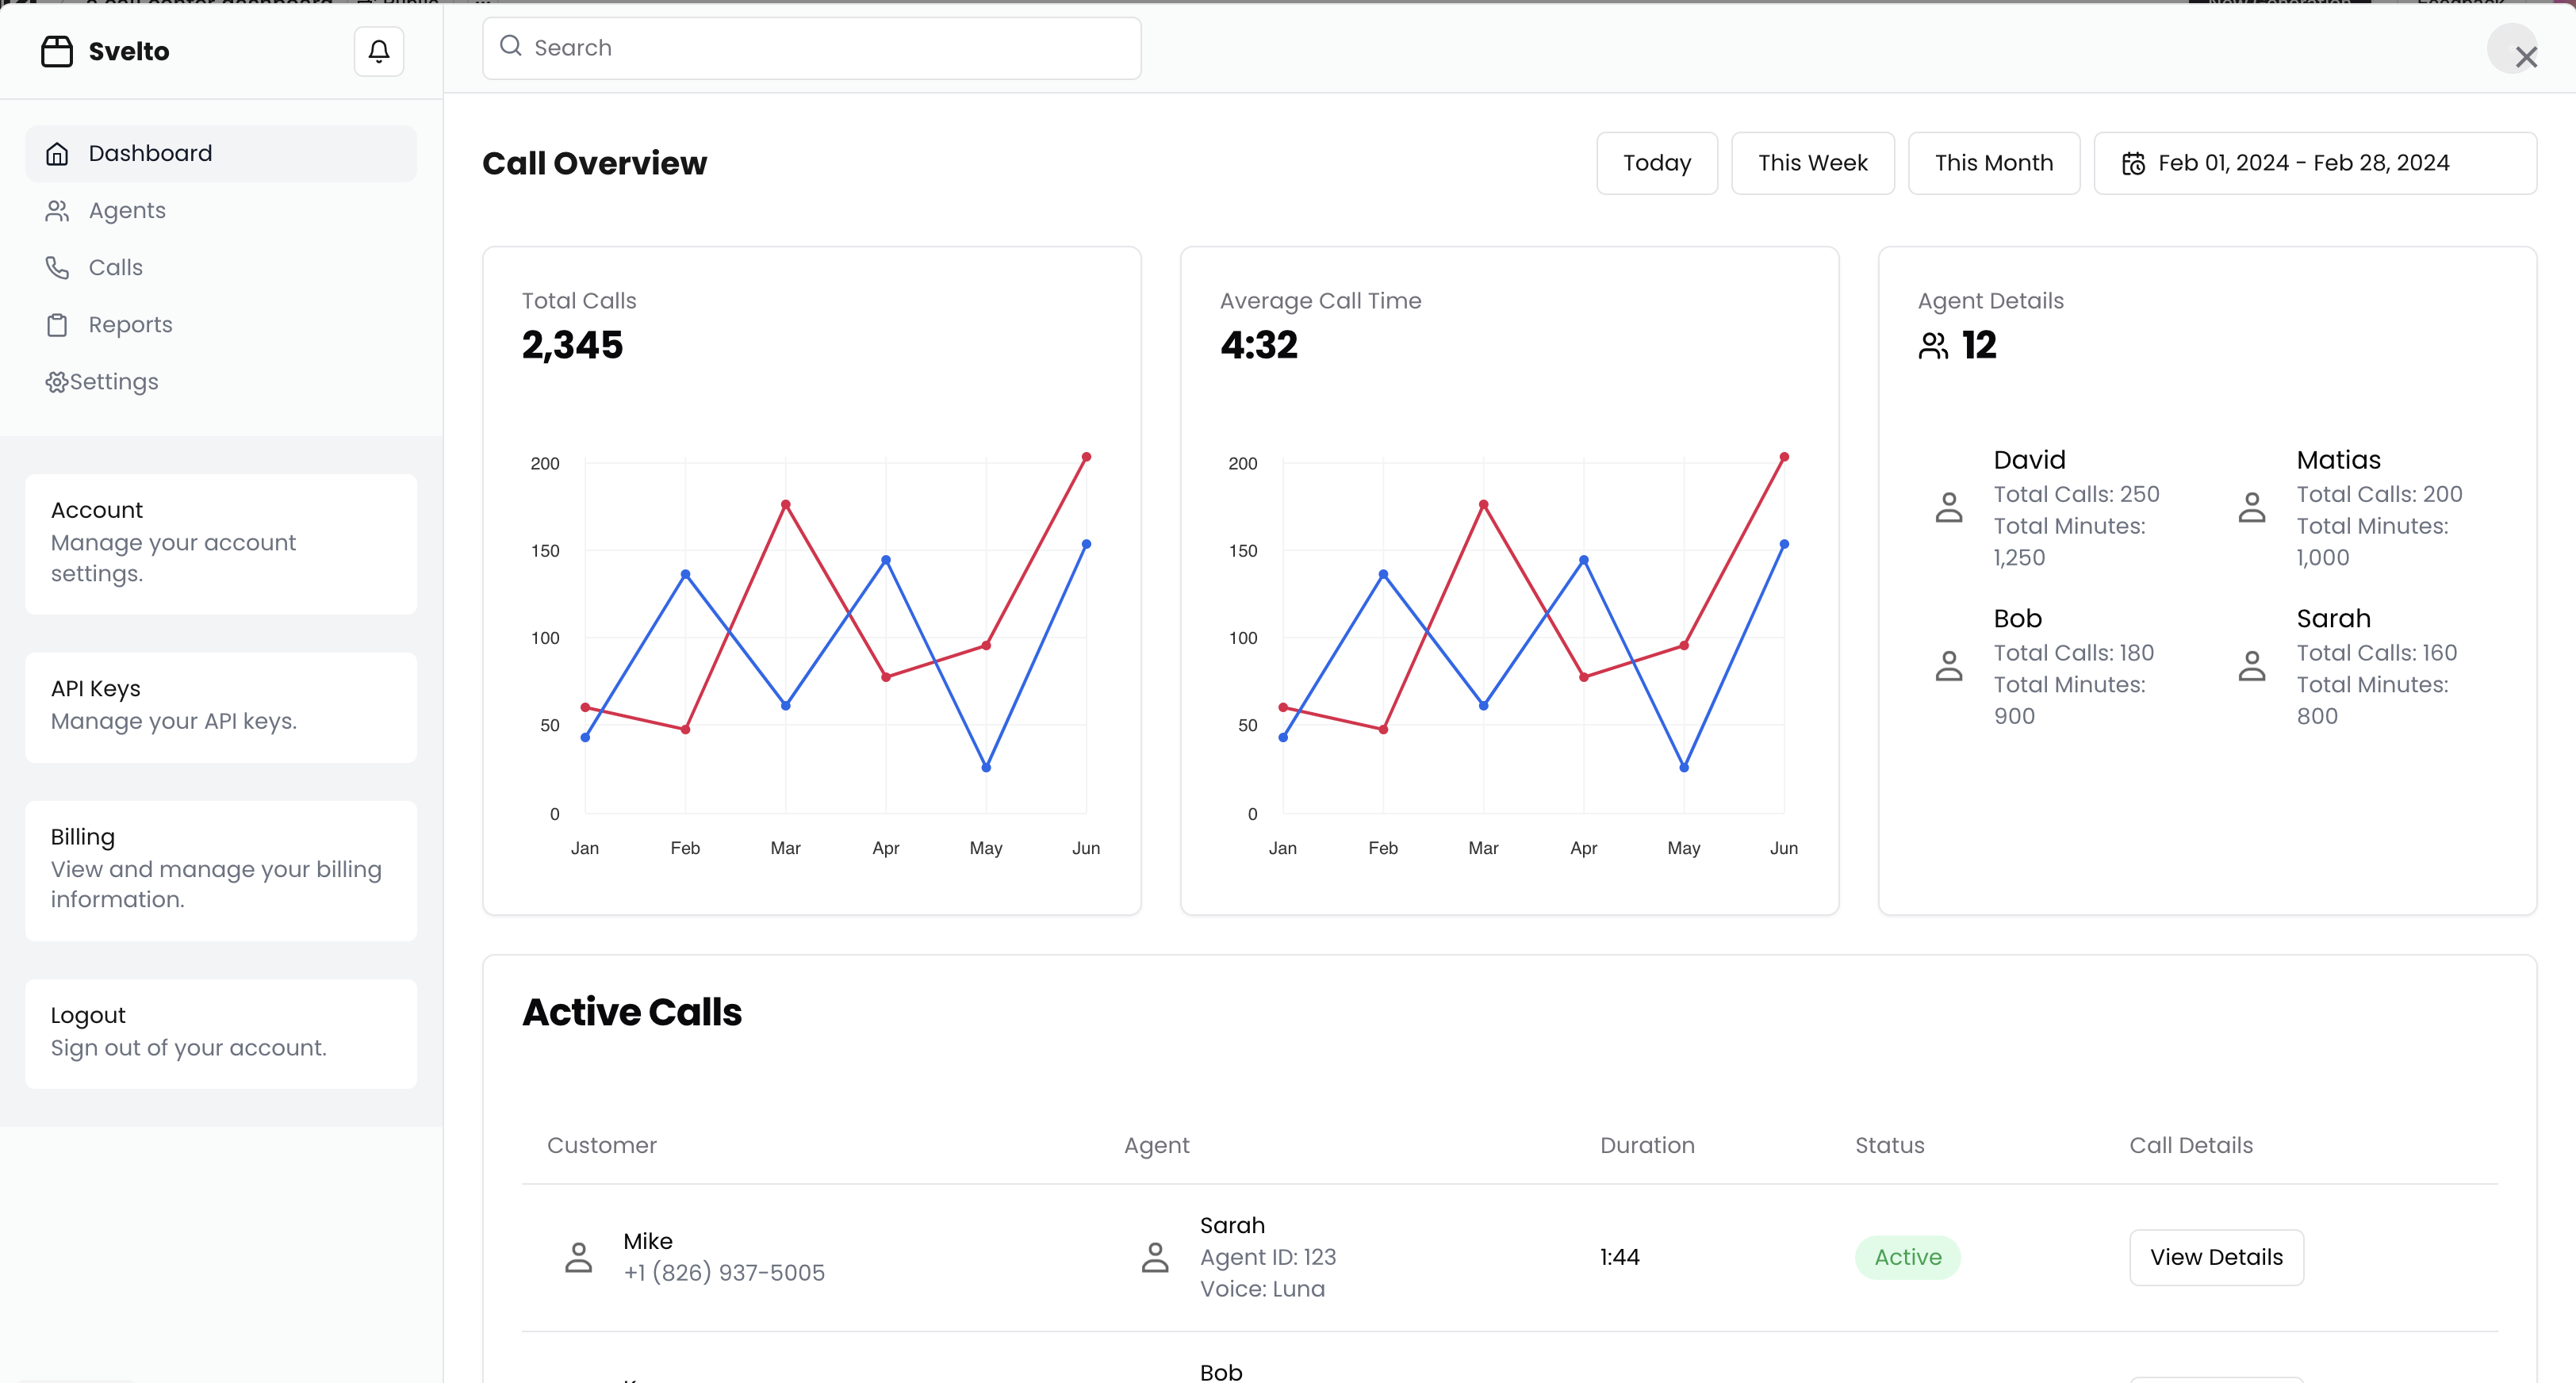 Svelto
Search
Dashboard
Agents
Calls
Reports
Settings
Account
Manage your account
settings.
API Keys
Manage your API keys.
Billing
View and manage your billing
information.
Logout
Sign out of your account.
Call Overview
Today
This Week
This Month
Feb 01, 2024 - Feb 28, 2024
Total Calls
2,345
200
150
100
50
0
Jan Feb Mar Apr May Jun
Average Call Time
4:32
200
150
100
50
0
Jan Feb Mar Apr May Jun
Agent Details
12
David
Total Calls: 250
Total Minutes:
1,250
Matias
Total Calls: 200
Total Minutes:
1,000
Bob
Total Calls: 180
Total Minutes:
900
Sarah
Total Calls: 160
Total Minutes:
800
Active Calls
Customer Agent Duration Status Call Details
Mike
+1 (826) 937-5005
Sarah
Agent ID: 123
Voice: Luna
1:44
Active
View Details
Bob